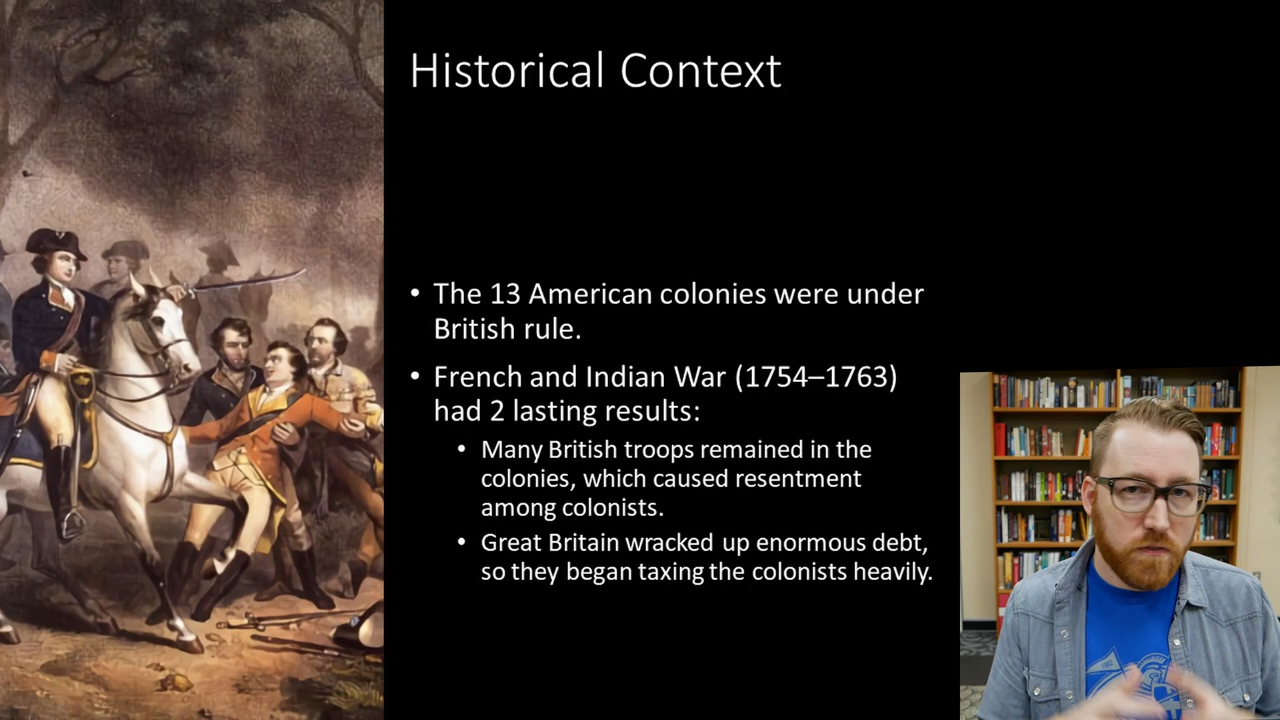 Historical Context
• The 13 American colonies were under
British rule.
• French and Indian War (1754–1763)
had 2 lasting results:
• Many British troops remained in the
colonies, which caused resentment
among colonists.
• Great Britain wracked up enormous debt,
so they began taxing the colonists heavily.